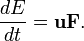 dE/dt = uF.